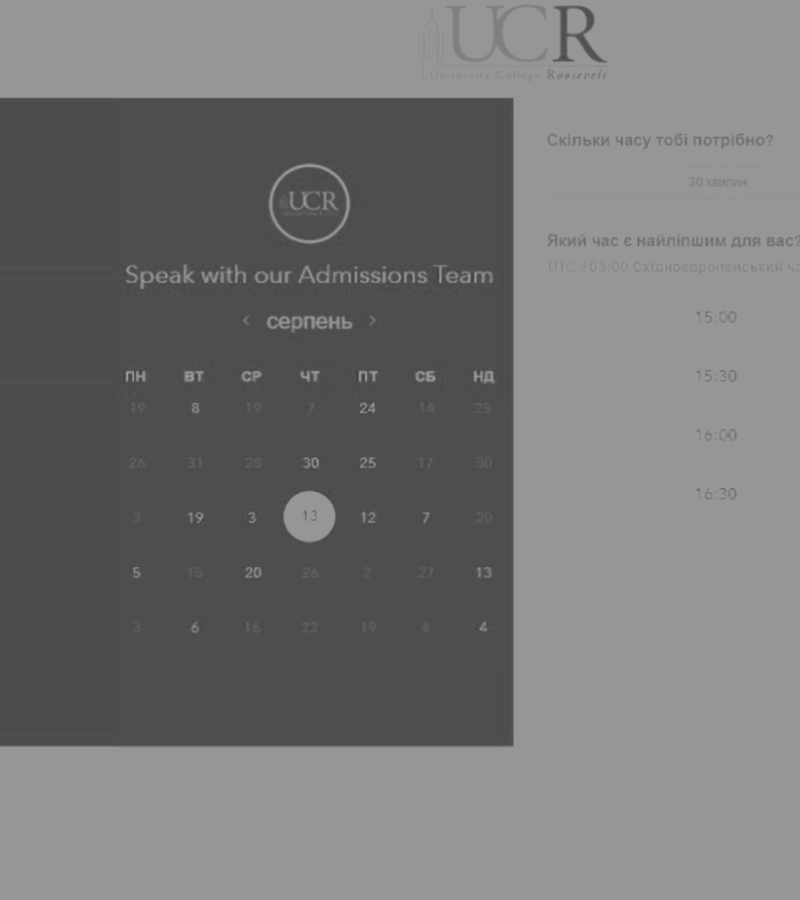 UCR
University College Roosevelt
UCR
Speak with our Admissions Team
< серпень >
ПН ВТ СР ЧТ ПТ СБ НД
19 8 19 7 24 14 25
26 31 28 30 25 17 30
3 19 3 13 12 7 20
5 15 20 26 2 27 13
3 6 16 23 19 4 4
Скільки часу тобі потрібно?
30 хвилин
Який час є найліпшим для вас?
UTC +03:00 Східноєвропейський ча
15:00
15:30
16:00
16:30